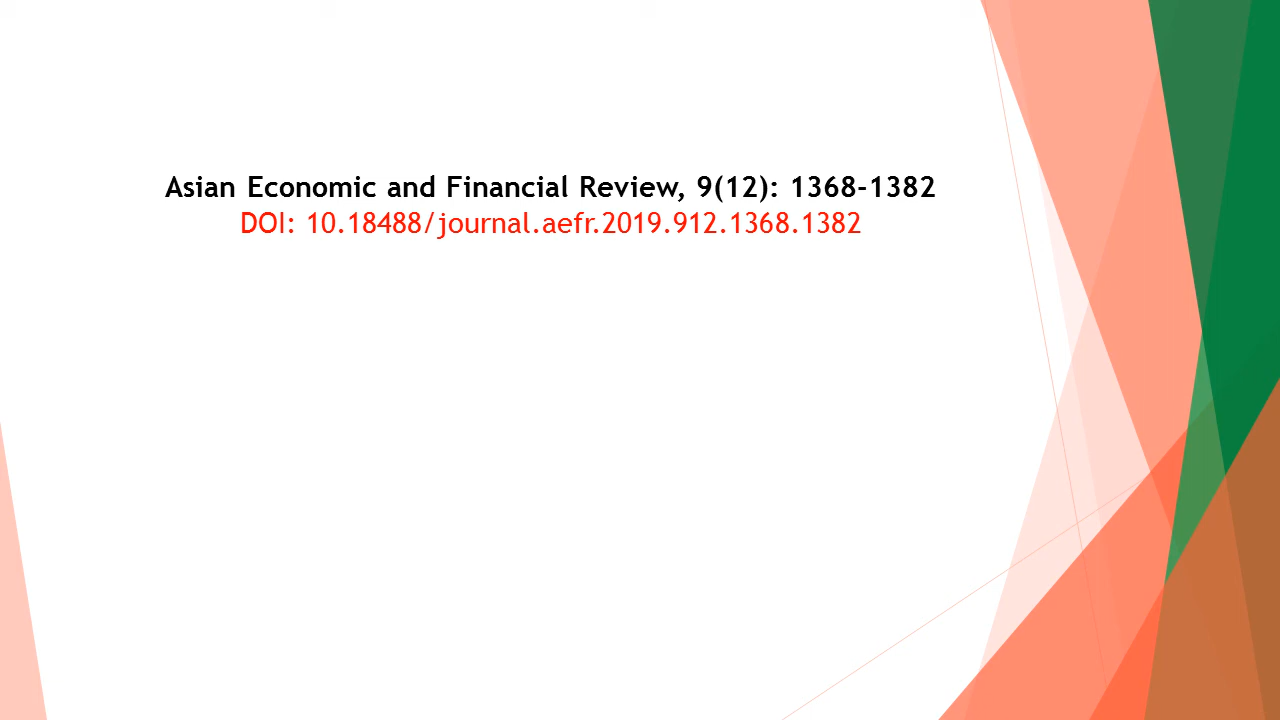 Asian Economic and Financial Review, 9(12): 1368-1382
DOI: 10.18488/journal.aefr.2019.912.1368.1382